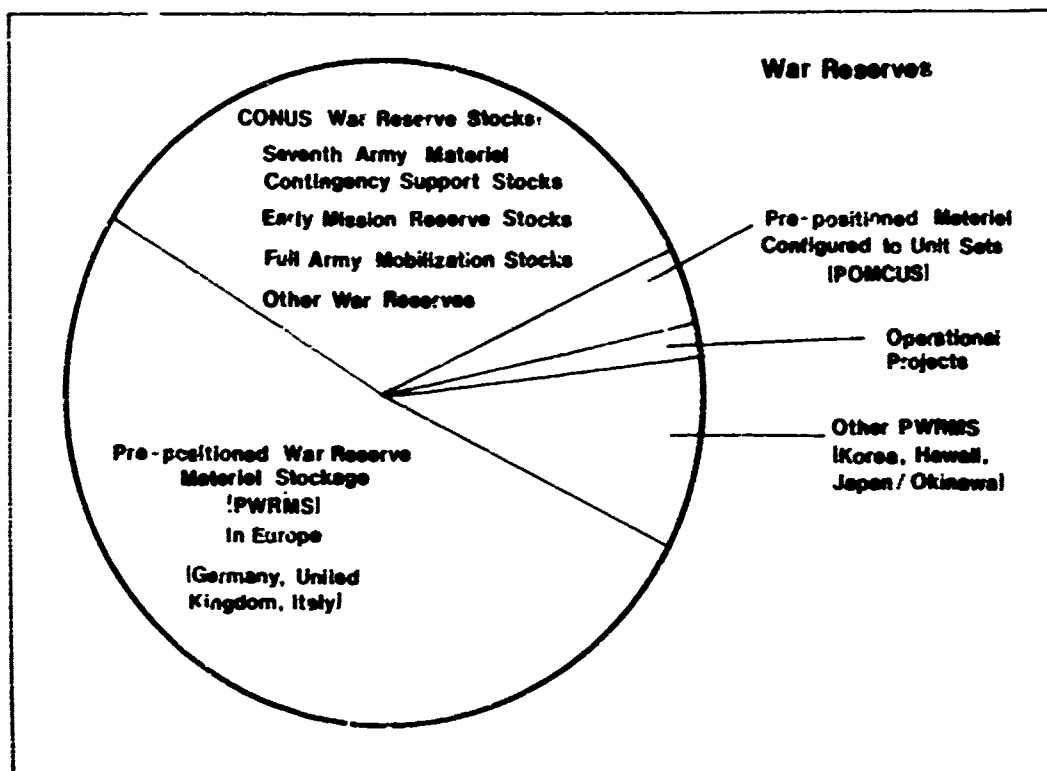 War Reserves
CONUS War Reserve Stocks:
Seventh Army Materiel
Contingency Support Stocks
Early Mission Reserve Stocks
Full Army Mobilization Stocks
Other War Reserves
Pre-positioned Materiel
Configured to Unit Sets
[POMCUS]
Operational
Projects
Other PWRMS
[Korea, Hawaii,
Japan/Okinawa]
Pre-positioned War Reserve
Materiel Stockage
[PWRMS]
In Europe
[Germany, United
Kingdom, Italy]